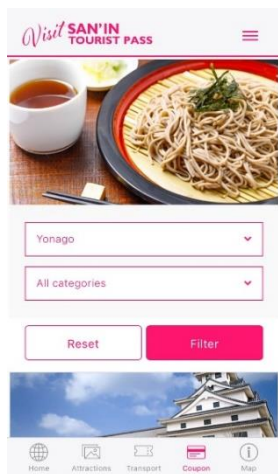 Visit SAN'IN
TOURIST PASS
Yonago
All categories
Reset
Filter
Home
Attractions
Transport
Coupon
Map